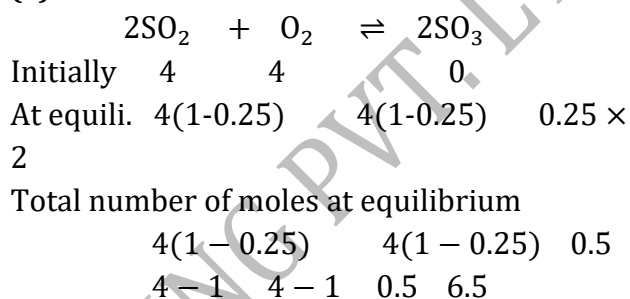 2SO₂ + O₂ ⇌ 2SO₃
Initially 4 4 0
At equili. 4(1-0.25) 4(1-0.25) 0.25 ×
2
Total number of moles at equilibrium
4(1 − 0.25) 4(1 − 0.25) 0.5
4 − 1 4 − 1 0.5 6.5